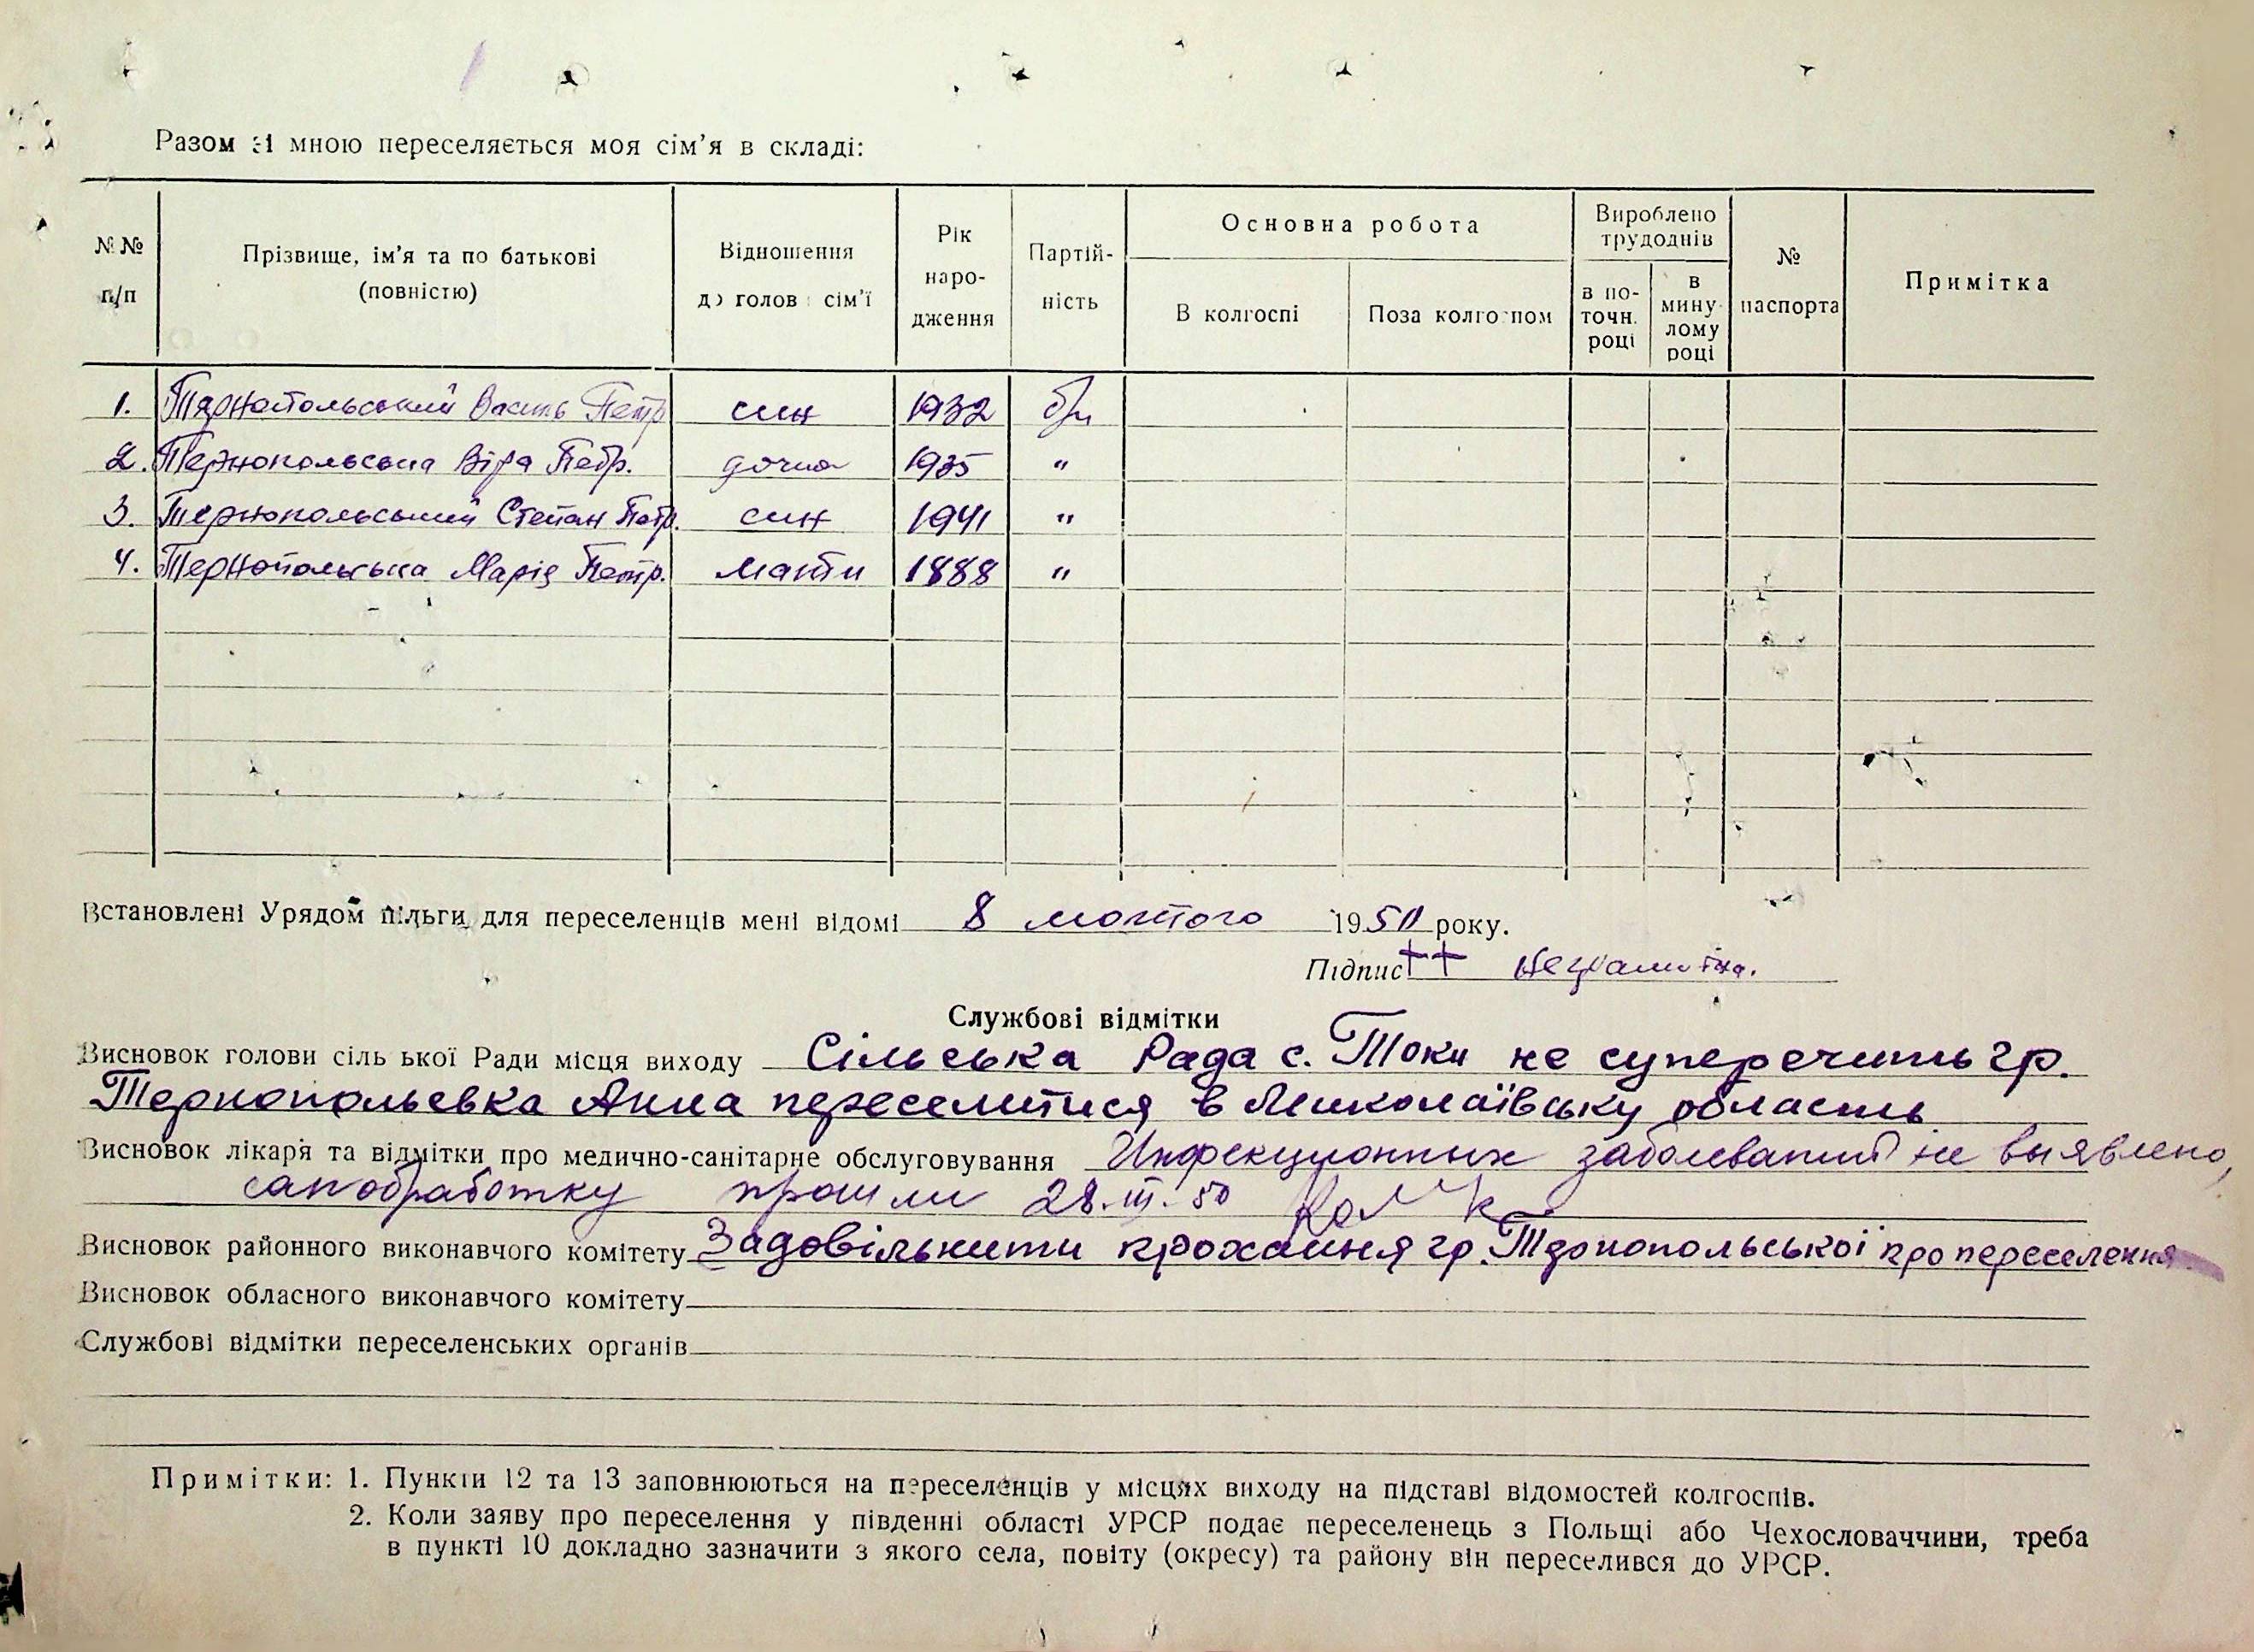 Разом зі мною переселяється моя сім’я в складі:
№№ п/п
Прізвище, ім’я та по батькові (повністю)
Відношення до голови сім’ї
Рік народження
Партійність
Основна робота
В колгоспі
Поза колгоспом
Вироблено трудоднів
в поточн. році
в минулому році
№ паспорта
Примітка
1. Тернопольський Василь Петр син 1932 б/п
2. Тернопольська Віра Петр. дочка 1935 "
3. Тернопольський Степан Петр. син 1941 "
4. Тернопольська Марія Петр. мати 1888 "
Встановлені Урядом пільги для переселенців мені відомі 8 лютого 1950 року.
Підпис ++ неграмотна.
Службові відмітки
Висновок голови сільської Ради місця виходу Сільська Рада с. Токи не суперечить гр.
Тернопольська Анна переселитися в Миколаївську область
Висновок лікаря та відмітки про медично-санітарне обслуговування Инфекционных заболеваний не выявлено,
санобработку прошли 28.III.50
Висновок районного виконавчого комітету Задовільнити прохання гр. Тернопольської про переселення
Висновок обласного виконавчого комітету
Службові відмітки переселенських органів
Примітки: 1. Пункти 12 та 13 заповнюються на переселенців у місцях виходу на підставі відомостей колгоспів.
2. Коли заяву про переселення у південні області УРСР подає переселенець з Польщі або Чехословаччини, треба
в пункті 10 докладно зазначити з якого села, повіту (окресу) та району він переселився до УРСР.